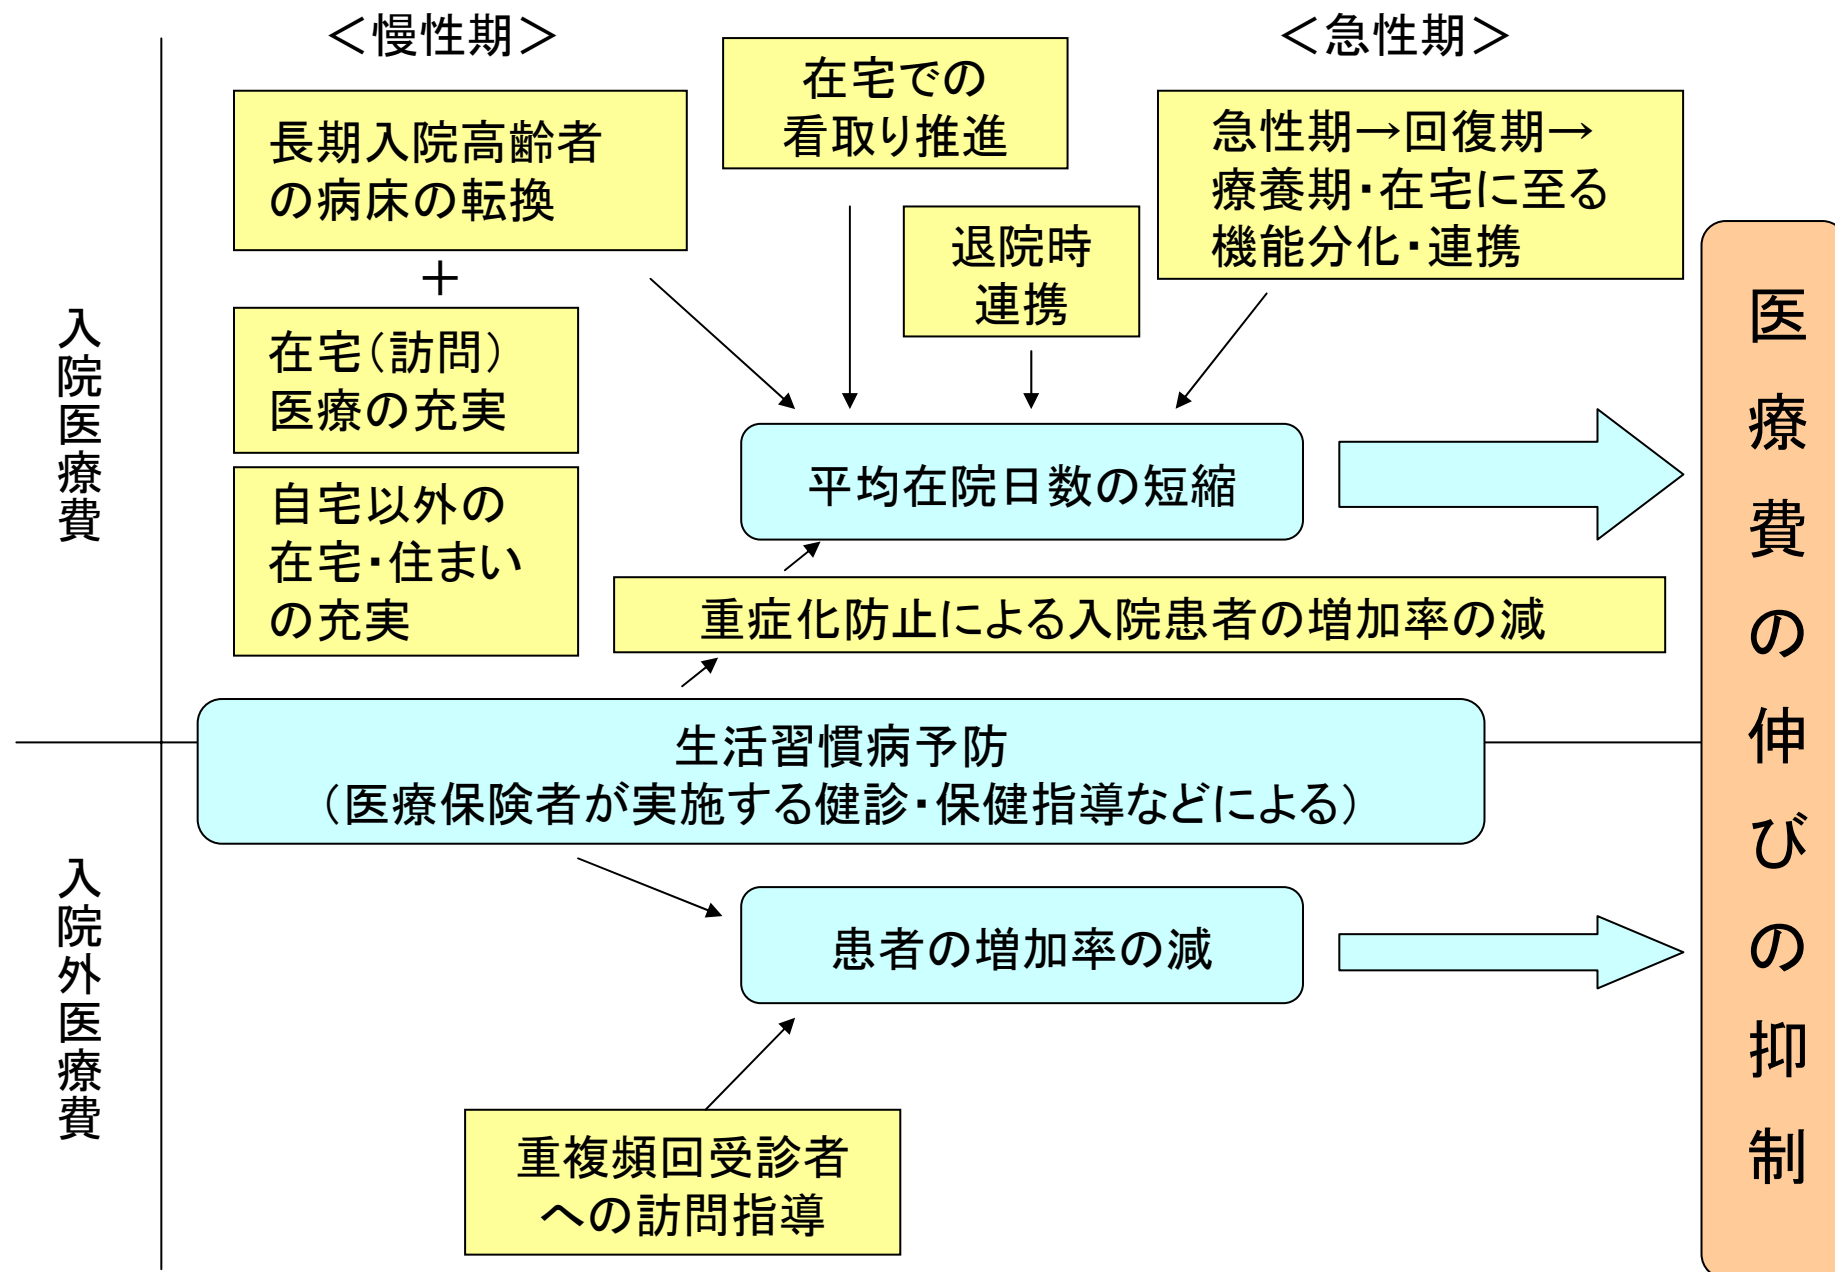 ＜慢性期＞
＜急性期＞
在宅での
看取り推進
長期入院高齢者
の病床の転換
急性期→回復期→
療養期・在宅に至る
機能分化・連携
退院時
連携
＋
在宅（訪問）
医療の充実
入院医療費
平均在院日数の短縮
自宅以外の
在宅・住まい
の充実
重症化防止による入院患者の増加率の減
生活習慣病予防
（医療保険者が実施する健診・保健指導などによる）
入院外医療費
患者の増加率の減
重複頻回受診者
への訪問指導
医療費の伸びの抑制